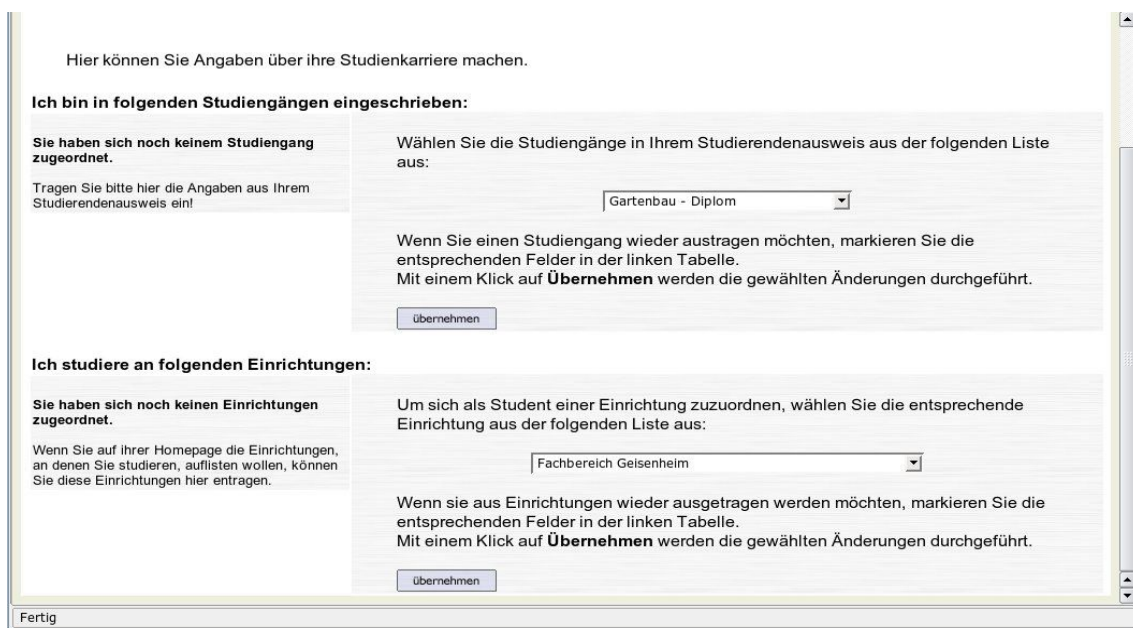 Hier können Sie Angaben über ihre Studienkarriere machen.
Ich bin in folgenden Studiengängen eingeschrieben:
Sie haben sich noch keinem Studiengang
zugeordnet.
Tragen Sie bitte hier die Angaben aus Ihrem
Studierendenausweis ein!
Wählen Sie die Studiengänge in Ihrem Studierendenausweis aus der folgenden Liste
aus:
Gartenbau - Diplom
Wenn Sie einen Studiengang wieder austragen möchten, markieren Sie die
entsprechenden Felder in der linken Tabelle.
Mit einem Klick auf Übernehmen werden die gewählten Änderungen durchgeführt.
übernehmen
Ich studiere an folgenden Einrichtungen:
Sie haben sich noch keinen Einrichtungen
zugeordnet.
Wenn Sie auf ihrer Homepage die Einrichtungen,
an denen Sie studieren, auflisten wollen, können
Sie diese Einrichtungen hier entragen.
Um sich als Student einer Einrichtung zuzuordnen, wählen Sie die entsprechende
Einrichtung aus der folgenden Liste aus:
Fachbereich Geisenheim
Wenn sie aus Einrichtungen wieder ausgetragen werden möchten, markieren Sie die
entsprechenden Felder in der linken Tabelle.
Mit einem Klick auf Übernehmen werden die gewählten Änderungen durchgeführt.
übernehmen
Fertig